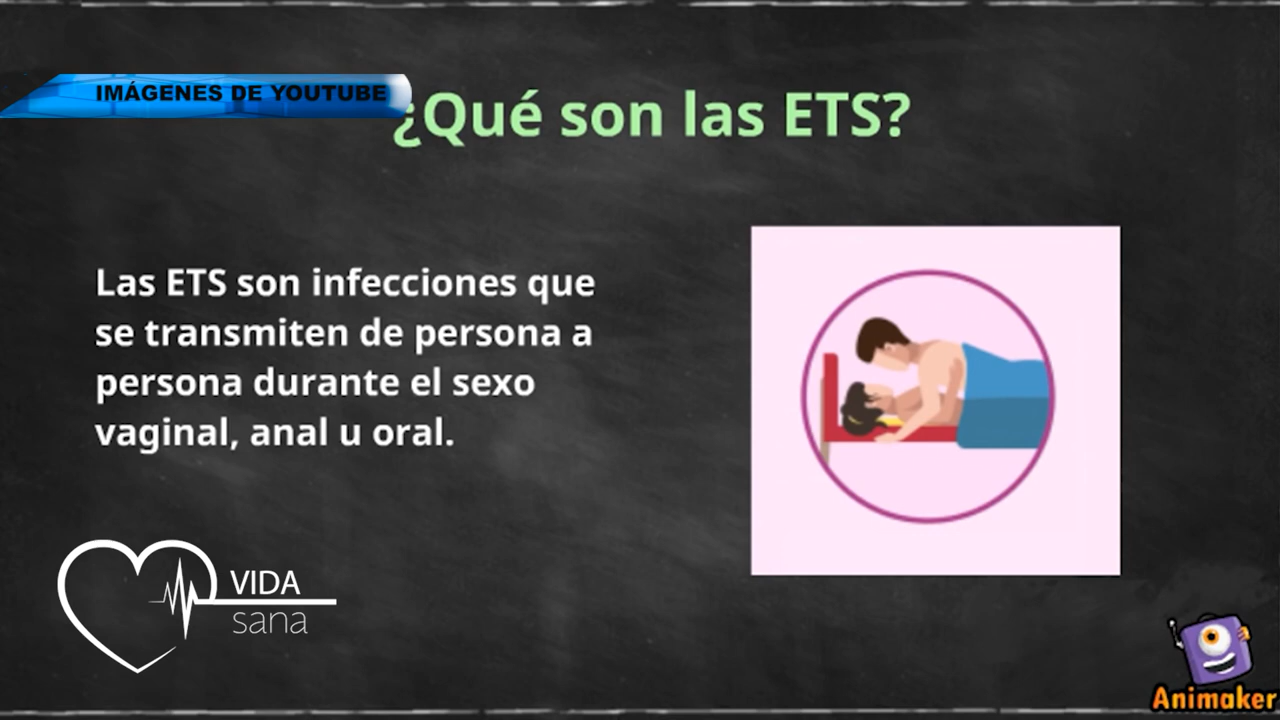 IMÁGENES DE YOUTUBE
¿Qué son las ETS?
Las ETS son infecciones que
se transmiten de persona a
persona durante el sexo
vaginal, anal u oral.
VIDA
sana
Animaker